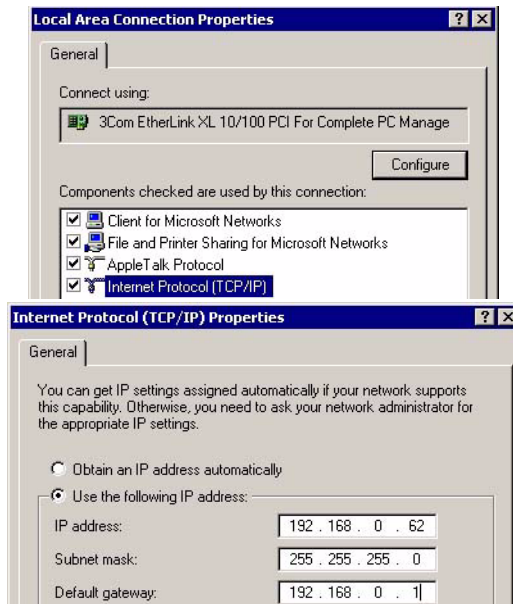 Local Area Connection Properties
General
Connect using:
3Com EtherLink XL 10/100 PCI For Complete PC Manage
Configure
Components checked are used by this connection:
Client for Microsoft Networks
File and Printer Sharing for Microsoft Networks
AppleTalk Protocol
Internet Protocol (TCP/IP)
Internet Protocol (TCP/IP) Properties
General
You can get IP settings assigned automatically if your network supports
this capability. Otherwise, you need to ask your network administrator for
the appropriate IP settings.
Obtain an IP address automatically
Use the following IP address:
IP address: 192 . 168 . 0 . 62
Subnet mask: 255 . 255 . 255 . 0
Default gateway: 192 . 168 . 0 . 1